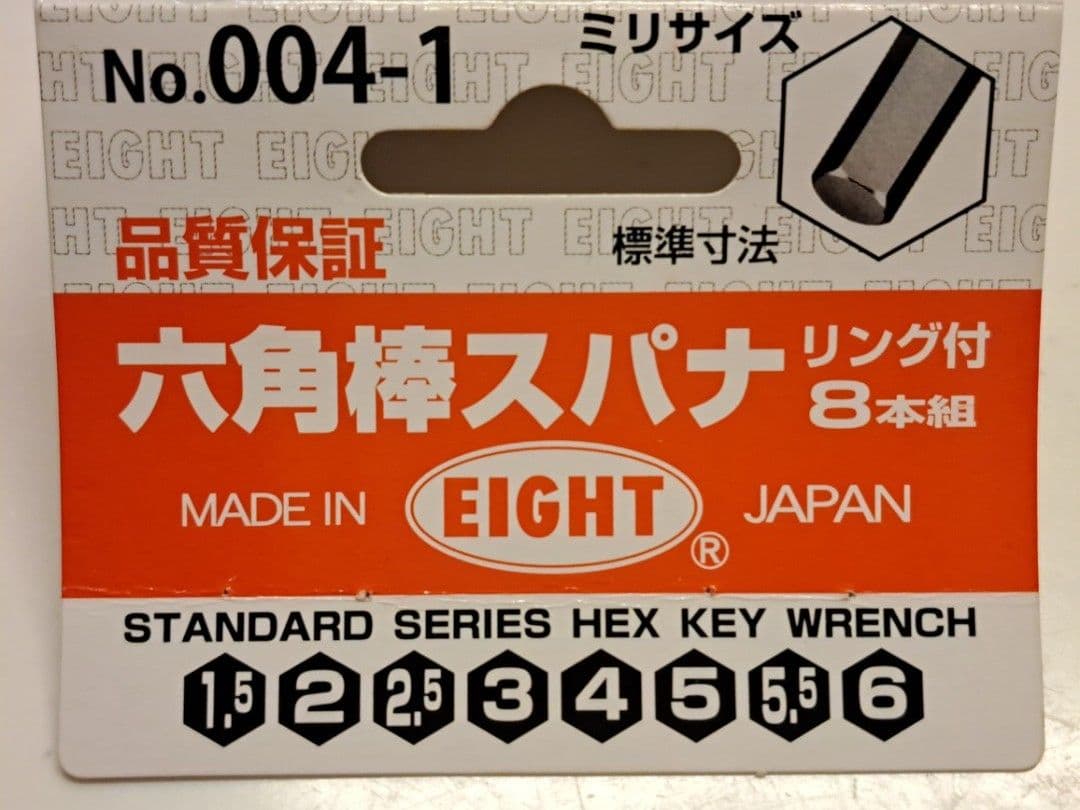 No.004-1
ミリサイズ
標準寸法
品質保証
六角棒スパナ
リング付
8本組
MADE IN EIGHT® JAPAN
STANDARD SERIES HEX KEY WRENCH
1.5 2 2.5 3 4 5 5.5 6